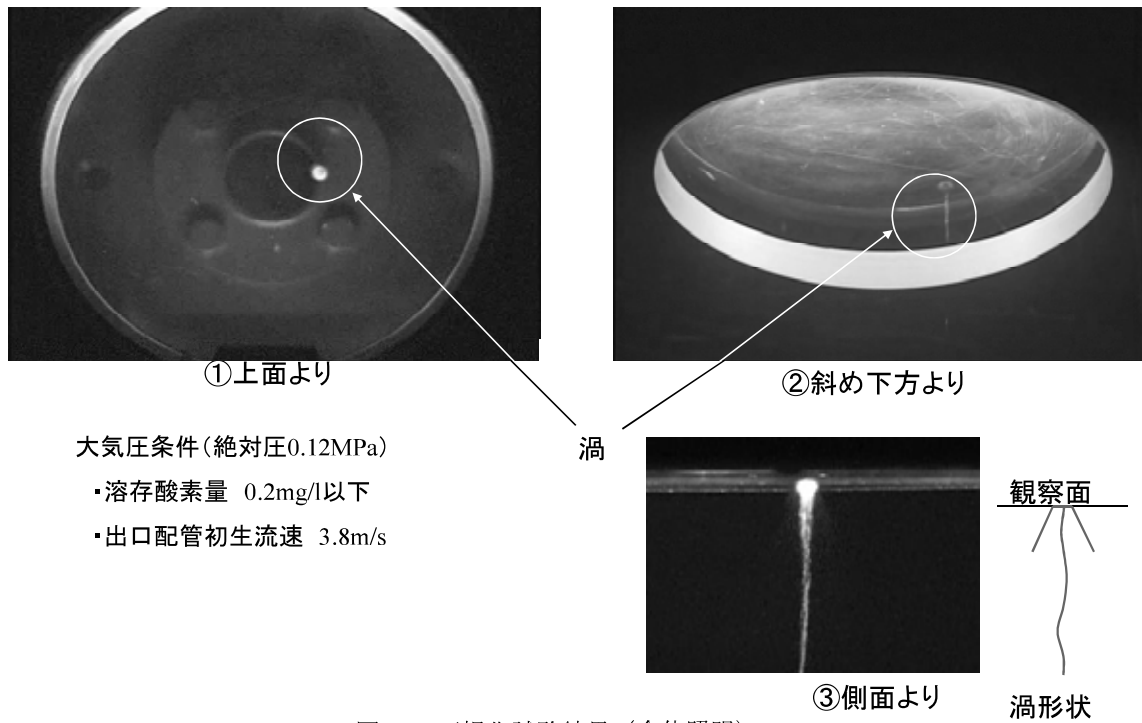 ①上面より
②斜め下方より
大気圧条件（絶対圧0.12MPa）
・溶存酸素量 0.2mg/l以下
・出口配管初生流速 3.8m/s
渦
観察面
③側面より
渦形状